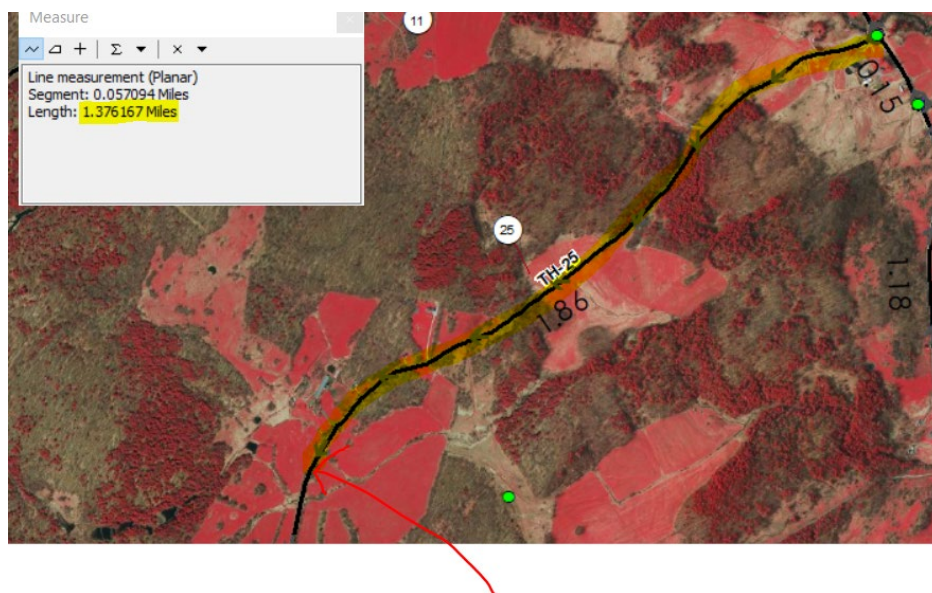 Measure
Line measurement (Planar)
Segment: 0.057094 Miles
Length: 1.376167 Miles
11
0.15
25
TH-25
1.86
1.18